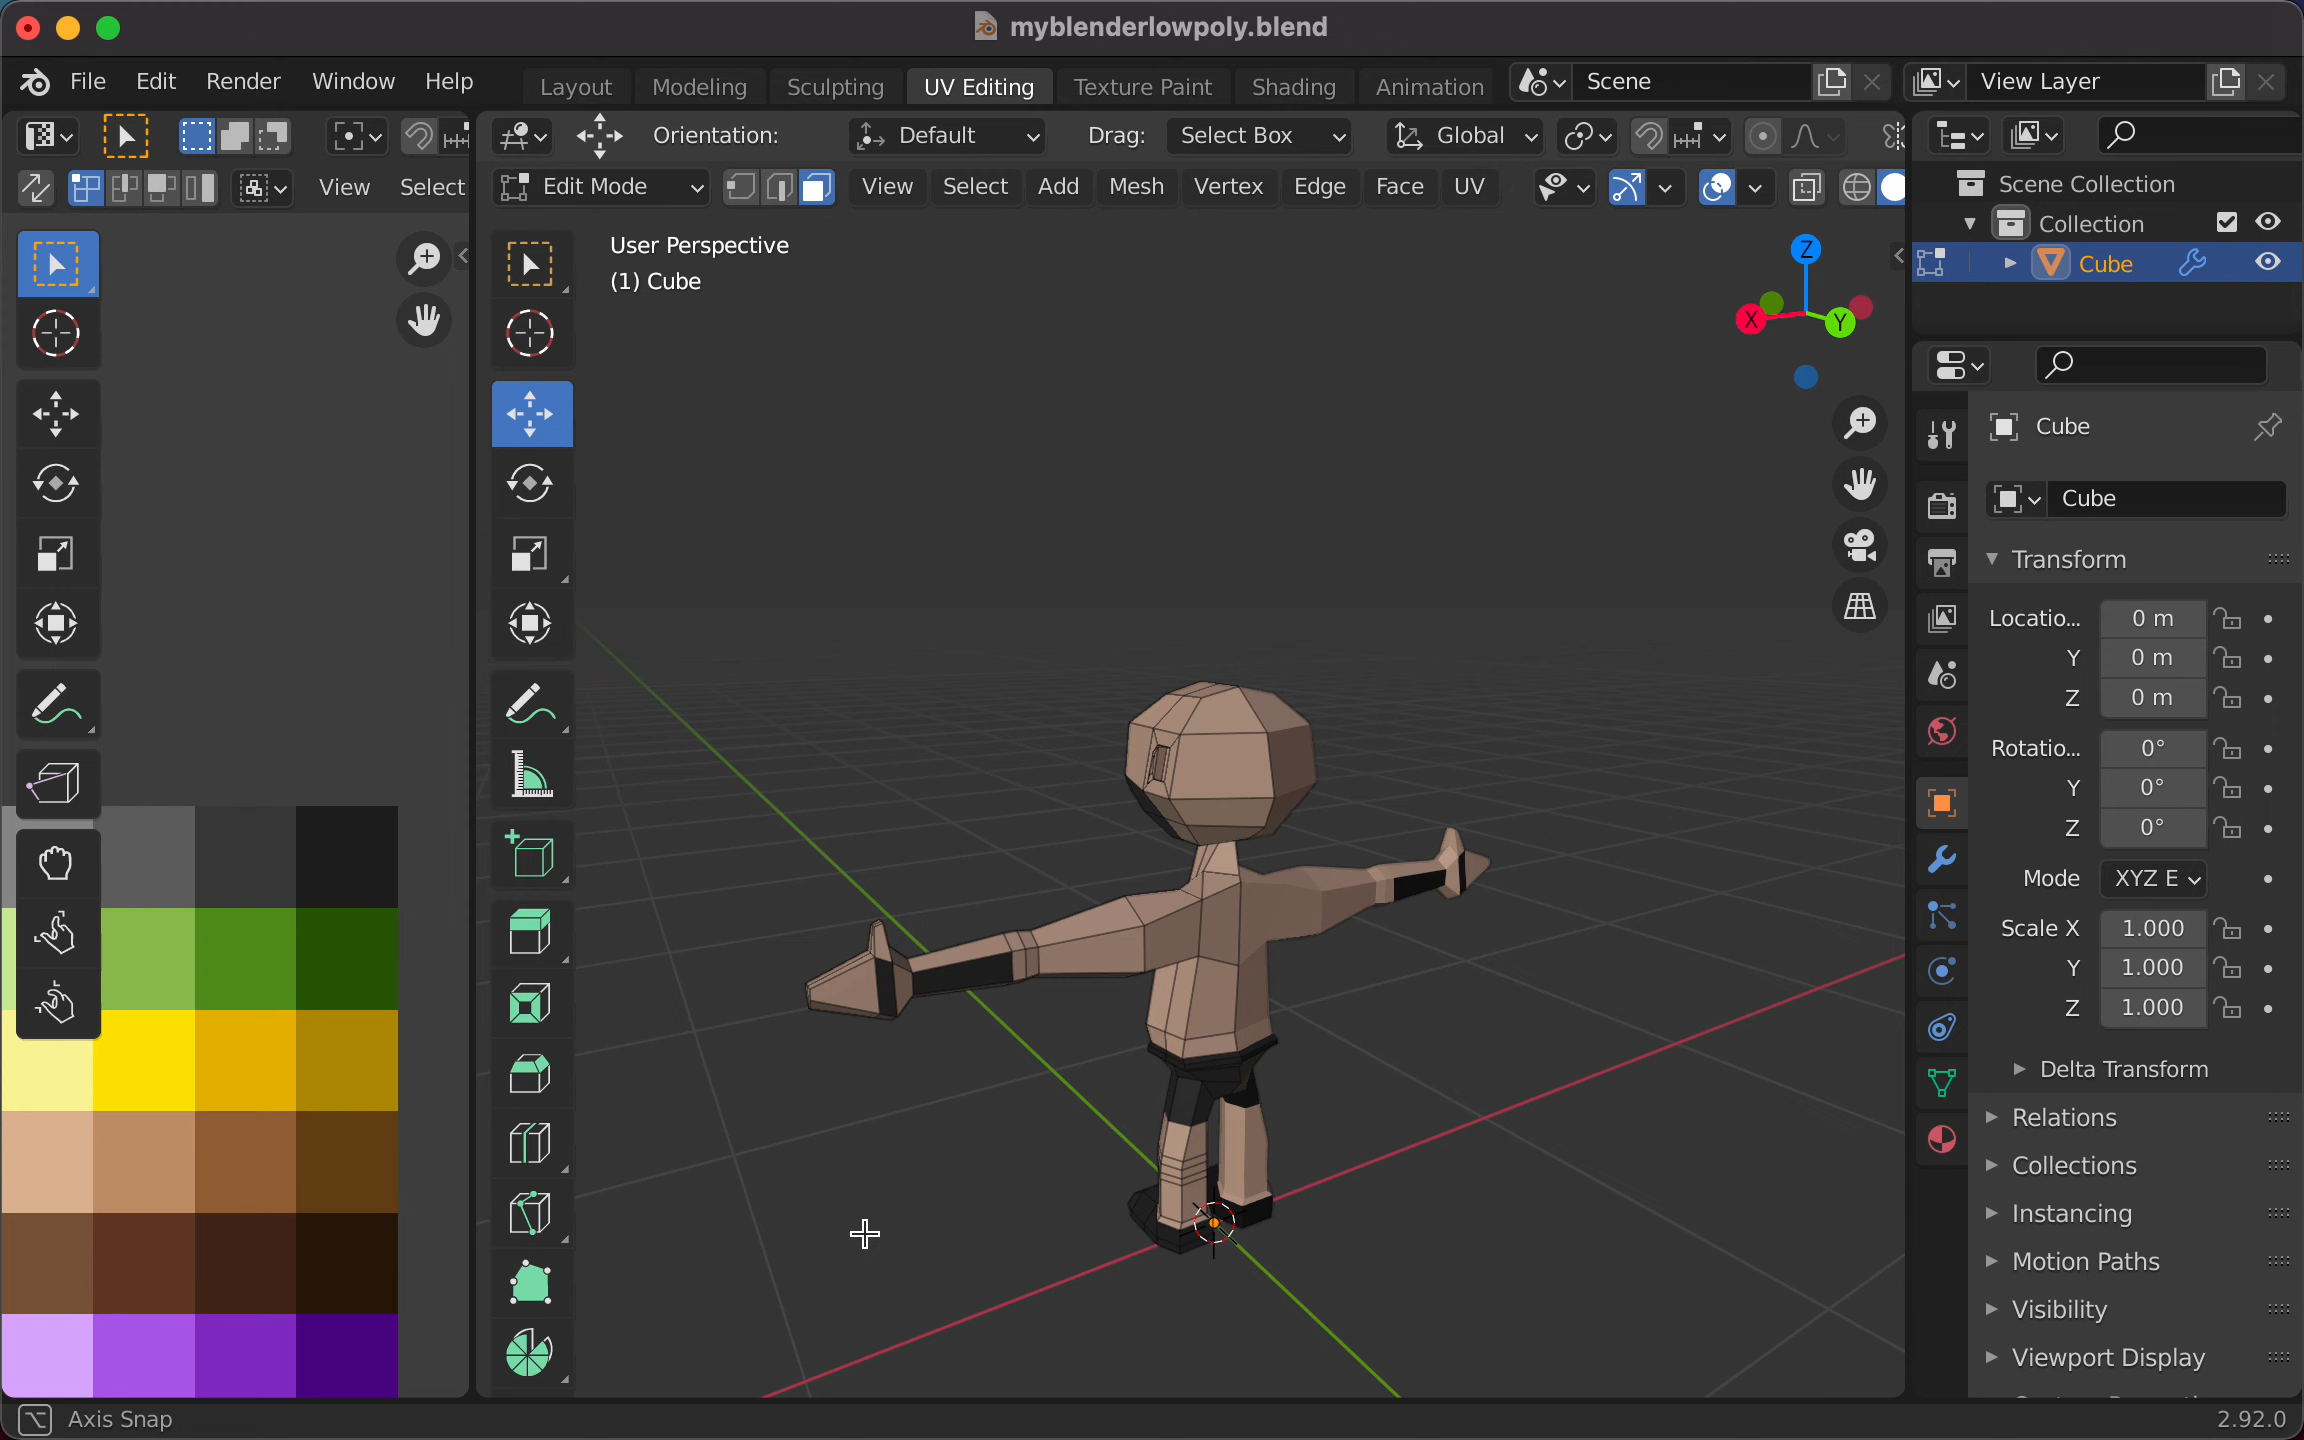 myblenderlowpoly.blend
File Edit Render Window Help
Layout Modeling Sculpting UV Editing Texture Paint Shading Animation
Scene
View Layer
Orientation: Default Drag: Select Box Global
View Select
Edit Mode View Select Add Mesh Vertex Edge Face UV
User Perspective
(1) Cube
Z
X
Y
Scene Collection
Collection
Cube
Cube
Cube
Transform
Locatio... 0 m
Y 0 m
Z 0 m
Rotatio... 0°
Y 0°
Z 0°
Mode XYZ E
Scale X 1.000
Y 1.000
Z 1.000
Delta Transform
Relations
Collections
Instancing
Motion Paths
Visibility
Viewport Display
Axis Snap
2.92.0